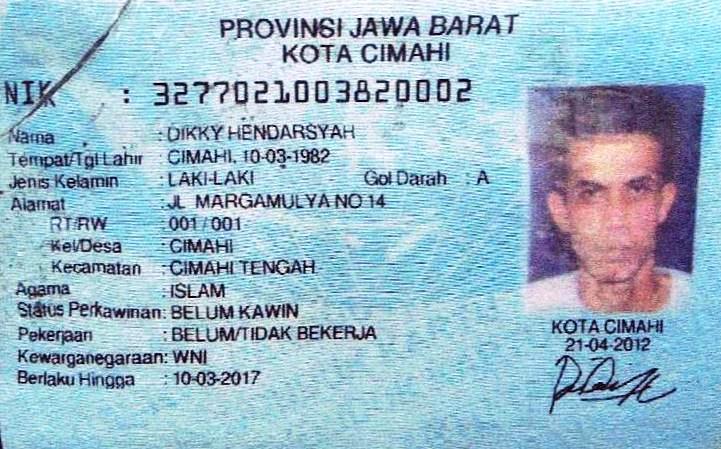 PROVINSI JAWA BARAT
KOTA CIMAHI
NIK : 3277021003820002
Nama : DIKKY HENDARSYAH
Tempat/Tgl Lahir : CIMAHI, 10-03-1982
Jenis Kelamin : LAKI-LAKI Gol Darah : A
Alamat : JL MARGAMULYA NO 14
RT/RW : 001/001
Kel/Desa : CIMAHI
Kecamatan : CIMAHI TENGAH
Agama : ISLAM
Status Perkawinan: BELUM KAWIN
Pekerjaan : BELUM/TIDAK BEKERJA
Kewarganegaraan: WNI
Berlaku Hingga : 10-03-2017
KOTA CIMAHI
21-04-2012